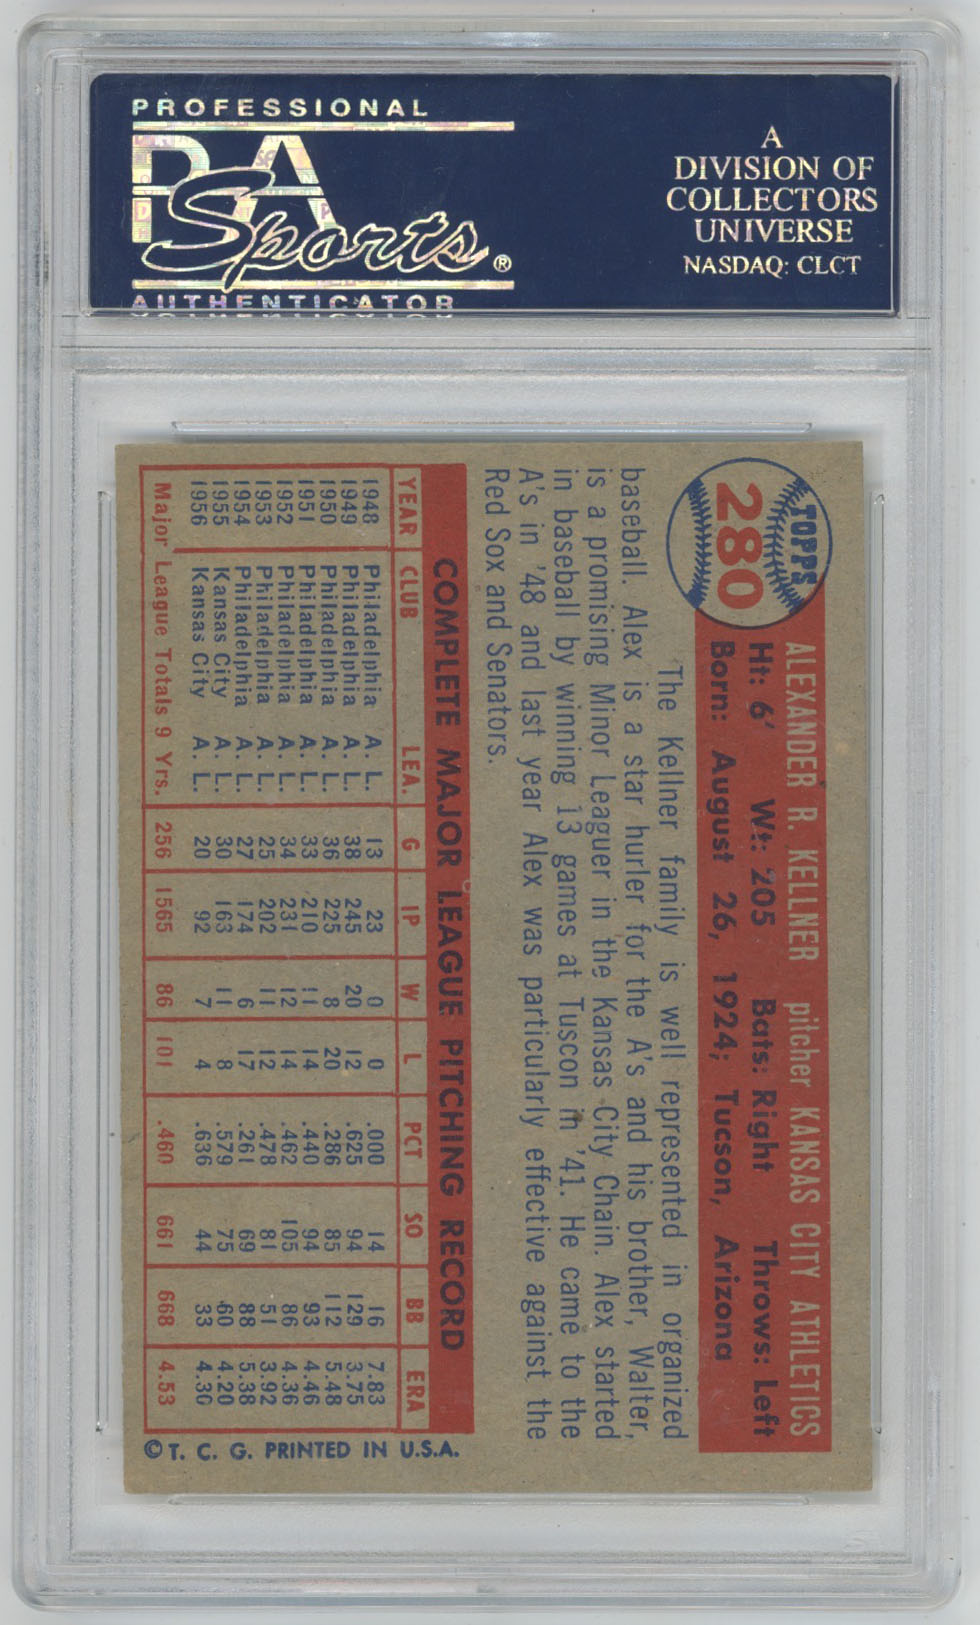 PROFESSIONAL
PSA
Sports®
AUTHENTICATOR
A
DIVISION OF
COLLECTORS
UNIVERSE
NASDAQ: CLCT
TOPPS
280
ALEXANDER R. KELLNER pitcher KANSAS CITY ATHLETICS
Ht: 6' Wt: 205 Bats: Right Throws: Left
Born: August 26, 1924; Tucson, Arizona
The Kellner family is well represented in organized
baseball. Alex is a star hurler for the A's and his brother, Walter,
is a promising Minor Leaguer in the Kansas City Chain. Alex started
in baseball by winning 13 games at Tuscon in '41. He came to the
A's in '48 and last year Alex was particularly effective against the
Red Sox and Senators.
COMPLETE MAJOR LEAGUE PITCHING RECORD
YEAR CLUB LEA. G IP W L PCT SO BB ERA
1948 Philadelphia A. L. 13 23 0 0 .000 14 16 7.83
1949 Philadelphia A. L. 38 245 20 12 .625 94 129 3.75
1950 Philadelphia A. L. 36 225 8 20 .286 85 112 5.48
1951 Philadelphia A. L. 33 210 11 14 .440 94 93 4.46
1952 Philadelphia A. L. 34 231 12 14 .462 105 86 4.36
1953 Philadelphia A. L. 25 202 11 12 .478 81 51 3.92
1954 Philadelphia A. L. 27 174 6 17 .261 69 88 5.38
1955 Kansas City A. L. 30 163 11 8 .579 75 60 4.20
1956 Kansas City A. L. 20 92 7 4 .636 44 33 4.30
Major League Totals 9 Yrs. 256 1565 86 101 .460 661 668 4.53
© T. C. G. PRINTED IN U.S.A.